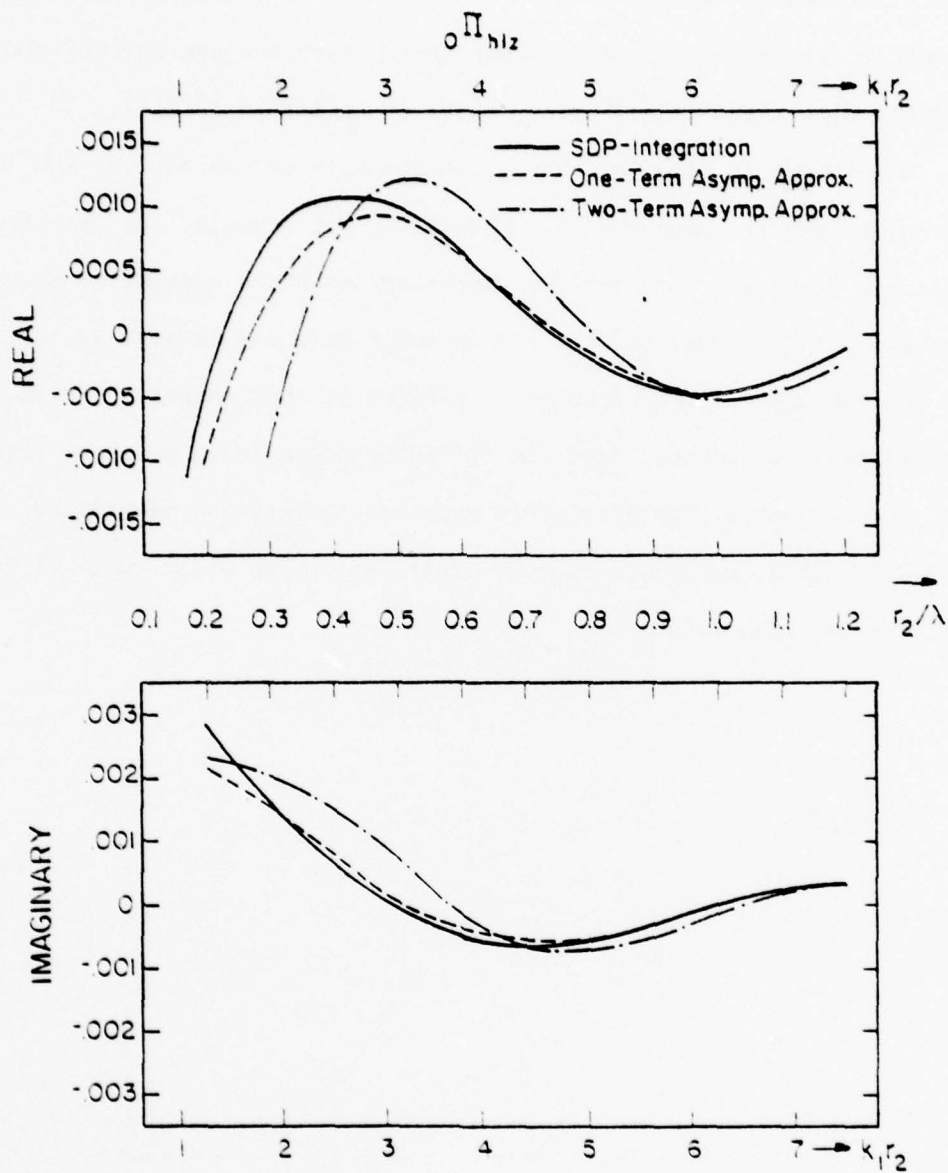 ₀Π_hlz
1 2 3 4 5 6 7 → k₁r₂
SDP-Integration
One-Term Asymp. Approx.
Two-Term Asymp. Approx.
REAL
.0015
.0010
.0005
0
-.0005
-.0010
-.0015
0.1 0.2 0.3 0.4 0.5 0.6 0.7 0.8 0.9 1.0 1.1 1.2 → r₂/λ
IMAGINARY
.003
.002
.001
0
-.001
-.002
-.003
1 2 3 4 5 6 7 → k₁r₂